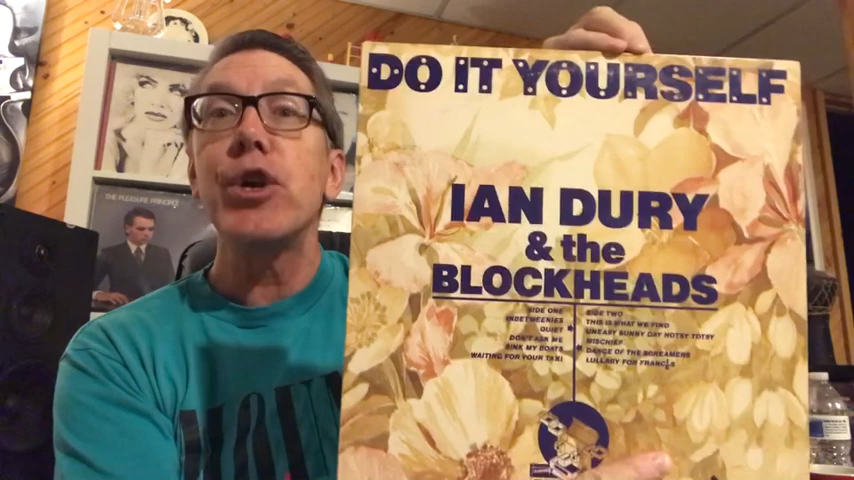 DO IT YOURSELF
IAN DURY
& the
BLOCKHEADS
SIDE ONE
INBETWEENIES
QUIET
DON'T ASK ME
SINK MY BOATS
WAITING FOR YOUR TAXI
SIDE TWO
THIS IS WHAT WE FIND
UNEASY SUNNY DAY HOTSY TOTSY
MISCHIEF
DANCE OF THE SCREAMERS
LULLABY FOR FRANCIS
THE PLEASURE PRINCIPLE